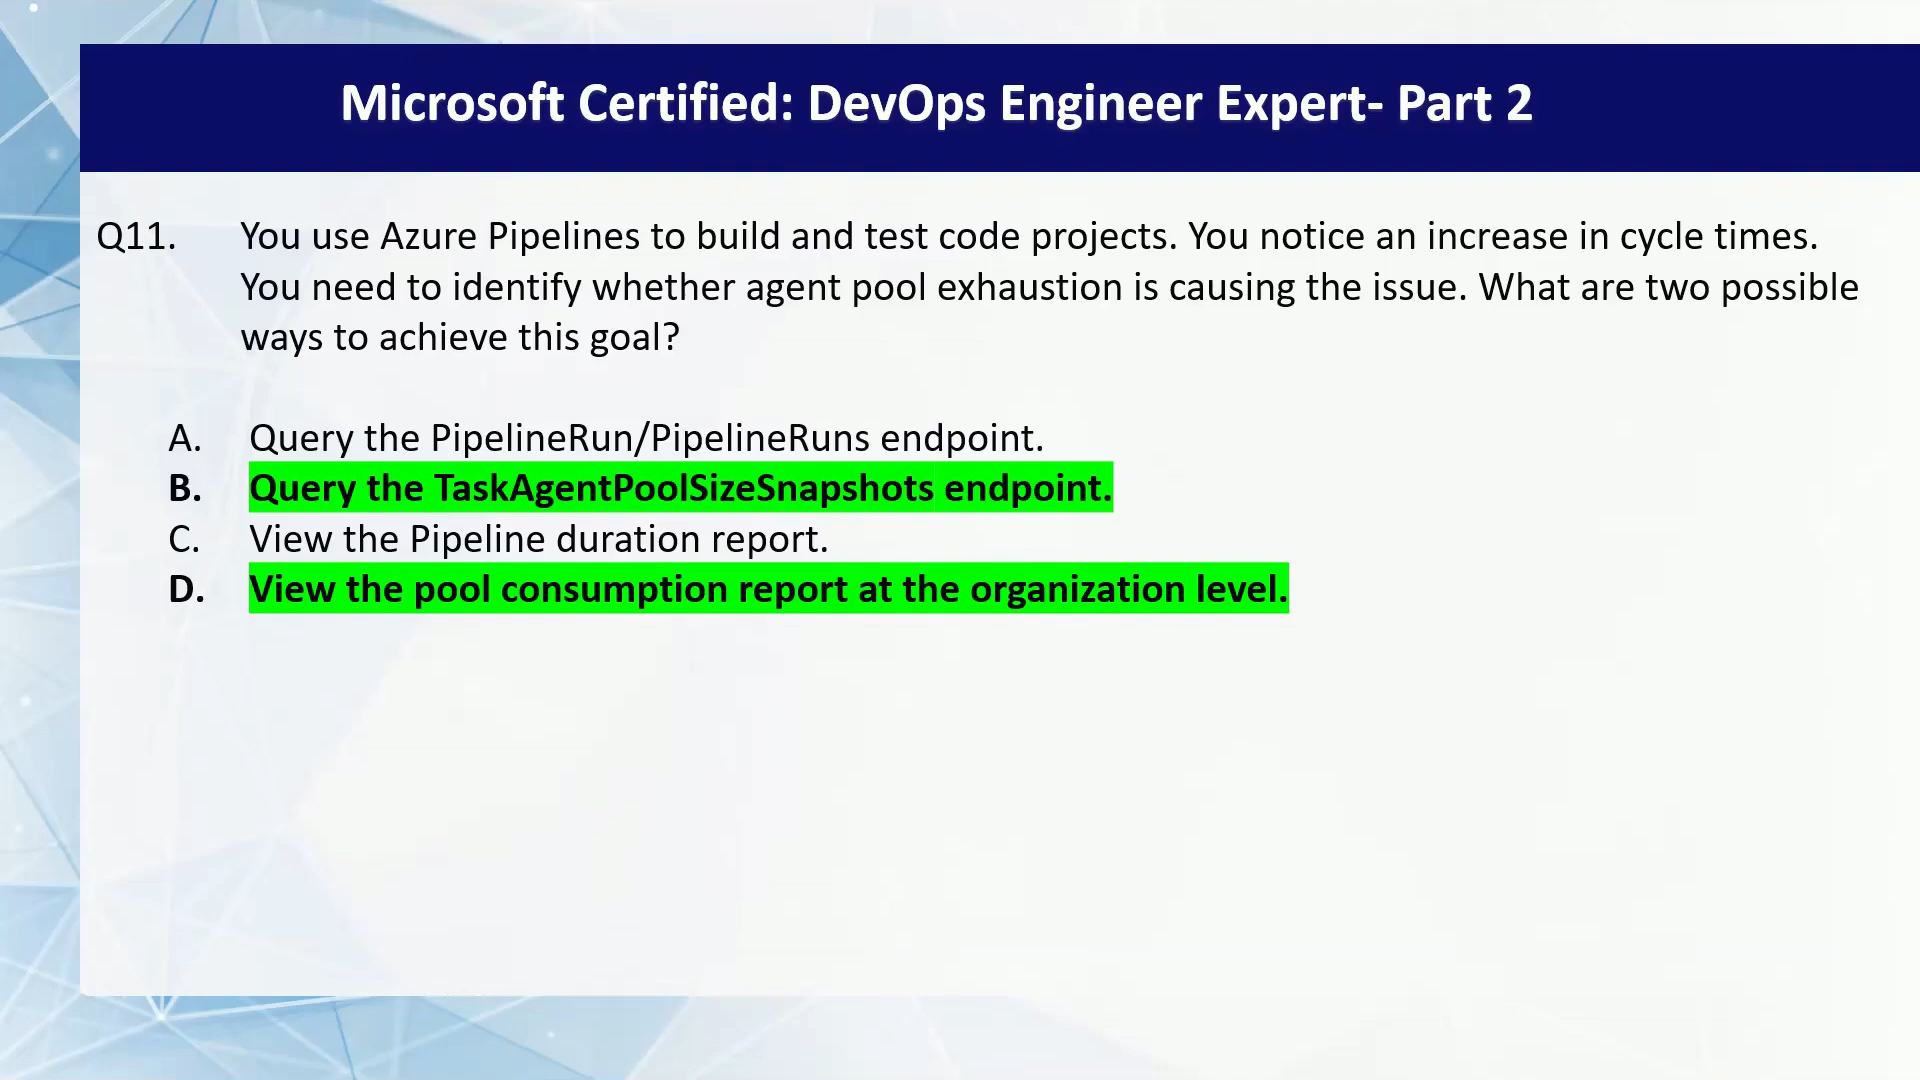 Microsoft Certified: DevOps Engineer Expert- Part 2
Q11. You use Azure Pipelines to build and test code projects. You notice an increase in cycle times.
You need to identify whether agent pool exhaustion is causing the issue. What are two possible
ways to achieve this goal?
A. Query the PipelineRun/PipelineRuns endpoint.
B. Query the TaskAgentPoolSizeSnapshots endpoint.
C. View the Pipeline duration report.
D. View the pool consumption report at the organization level.